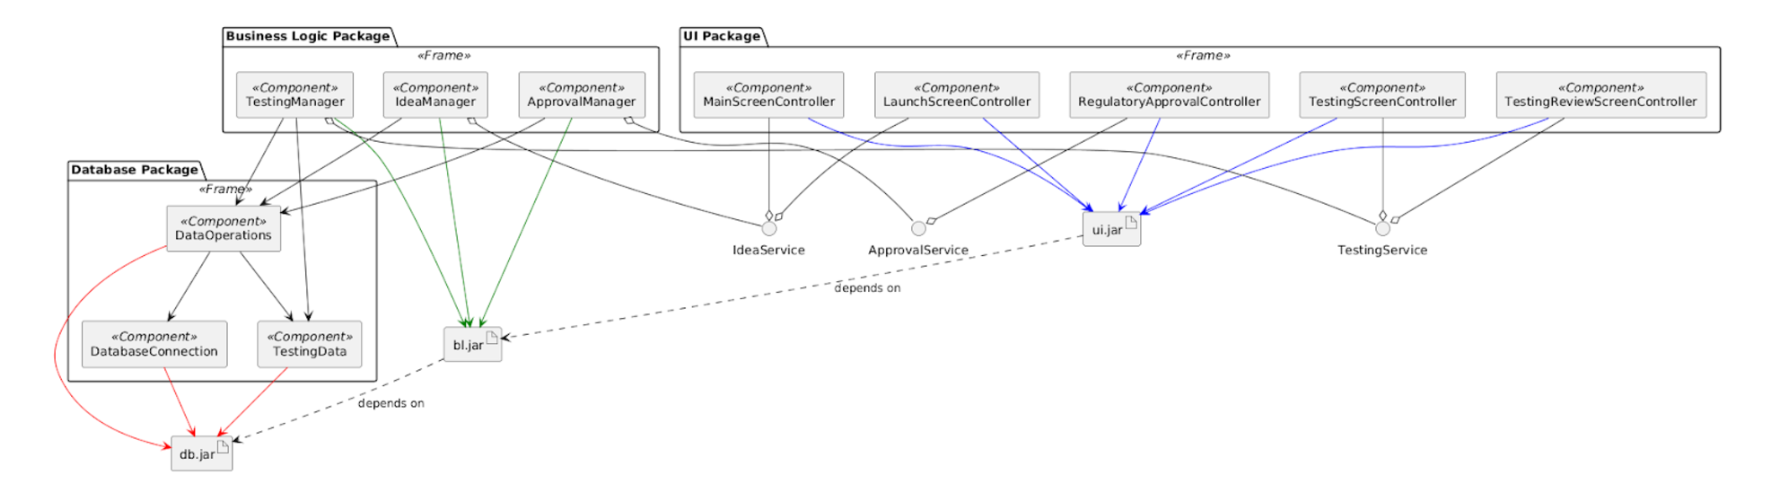 Business Logic Package
«Frame»
«Component»
TestingManager
«Component»
IdeaManager
«Component»
ApprovalManager
UI Package
«Frame»
«Component»
MainScreenController
«Component»
LaunchScreenController
«Component»
RegulatoryApprovalController
«Component»
TestingScreenController
«Component»
TestingReviewScreenController
Database Package
«Frame»
«Component»
DataOperations
«Component»
DatabaseConnection
«Component»
TestingData
IdeaService
ApprovalService
ui.jar
TestingService
depends on
bl.jar
depends on
db.jar